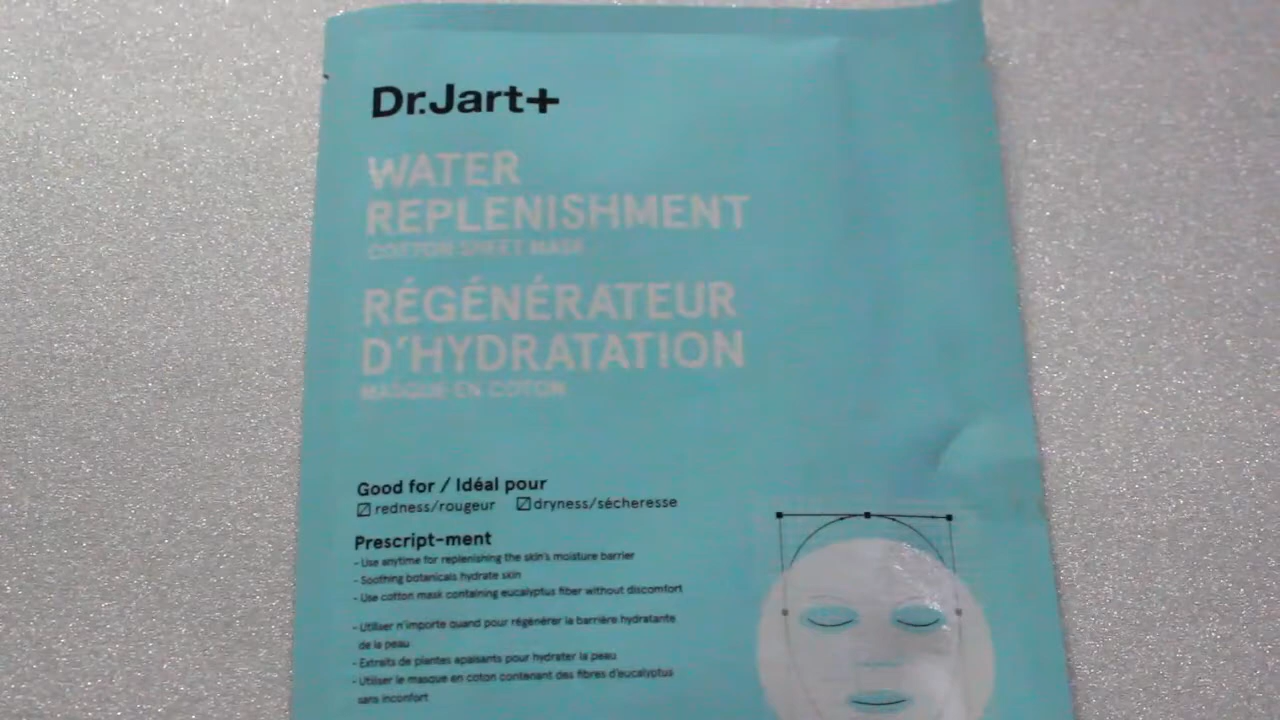 Dr.Jart+
WATER
REPLENISHMENT
COTTON SHEET MASK
RÉGÉNÉRATEUR
D'HYDRATATION
MASQUE EN COTON
Good for / Idéal pour
redness/rougeur dryness/sécheresse
Prescript-ment
- Use anytime for replenishing the skin's moisture barrier
- Soothing botanicals hydrate skin
- Use cotton mask containing eucalyptus fiber without discomfort
- Utiliser n'importe quand pour régénérer la barrière hydratante
de la peau
- Extraits de plantes apaisants pour hydrater la peau
- Utiliser le masque en coton contenant des fibres d'eucalyptus
sans inconfort